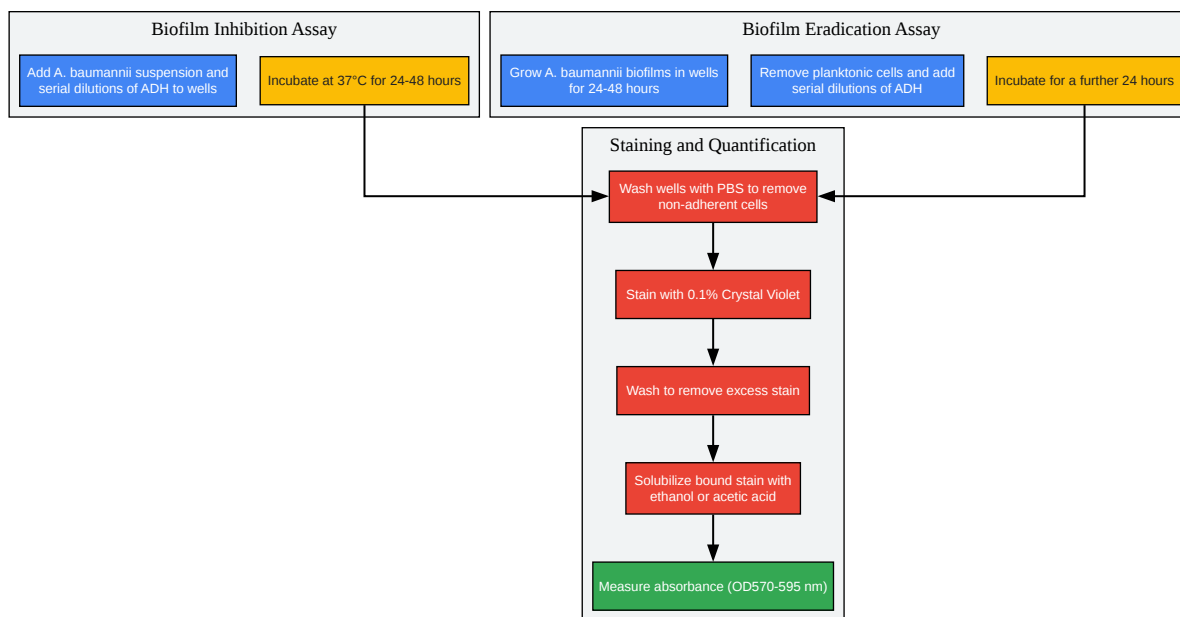 Biofilm Inhibition Assay
Add A. baumannii suspension and
serial dilutions of ADH to wells
Incubate at 37°C for 24-48 hours
Biofilm Eradication Assay
Grow A. baumannii biofilms in wells
for 24-48 hours
Remove planktonic cells and add
serial dilutions of ADH
Incubate for a further 24 hours
Staining and Quantification
Wash wells with PBS to remove
non-adherent cells
Stain with 0.1% Crystal Violet
Wash to remove excess stain
Solubilize bound stain with
ethanol or acetic acid
Measure absorbance (OD570-595 nm)